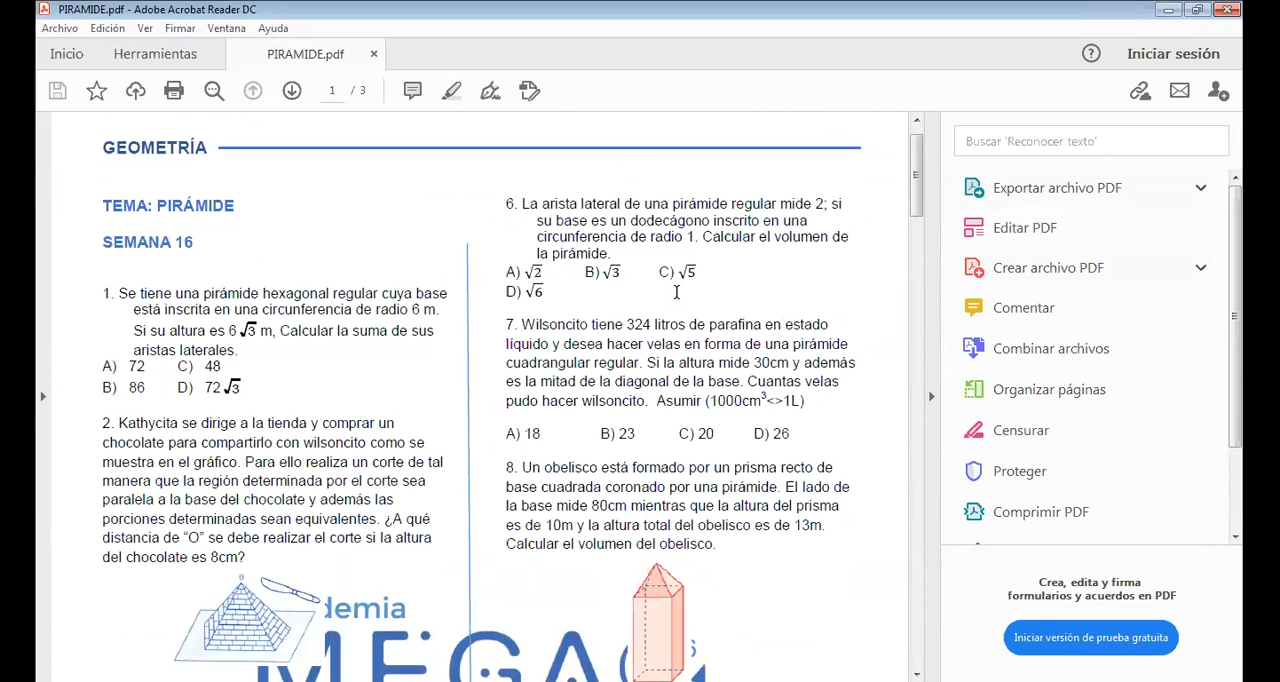 PIRAMIDE.pdf - Adobe Acrobat Reader DC
Archivo Edición Ver Firmar Ventana Ayuda
Inicio Herramientas PIRAMIDE.pdf × ? Iniciar sesión
1 / 3
GEOMETRÍA
TEMA: PIRÁMIDE
SEMANA 16
1. Se tiene una pirámide hexagonal regular cuya base
está inscrita en una circunferencia de radio 6 m.
Si su altura es 6 √3 m, Calcular la suma de sus
aristas laterales.
A) 72 C) 48
B) 86 D) 72 √3
2. Kathycita se dirige a la tienda y comprar un
chocolate para compartirlo con wilsoncito como se
muestra en el gráfico. Para ello realiza un corte de tal
manera que la región determinada por el corte sea
paralela a la base del chocolate y además las
porciones determinadas sean equivalentes. ¿A qué
distancia de “O” se debe realizar el corte si la altura
del chocolate es 8cm?
demia
MEGA
6. La arista lateral de una pirámide regular mide 2; si
su base es un dodecágono inscrito en una
circunferencia de radio 1. Calcular el volumen de
la pirámide.
A) √2 B) √3 C) √5
D) √6
7. Wilsoncito tiene 324 litros de parafina en estado
líquido y desea hacer velas en forma de una pirámide
cuadrangular regular. Si la altura mide 30cm y además
es la mitad de la diagonal de la base. Cuantas velas
pudo hacer wilsoncito. Asumir (1000cm³<>1L)
A) 18 B) 23 C) 20 D) 26
8. Un obelisco está formado por un prisma recto de
base cuadrada coronado por una pirámide. El lado de
la base mide 80cm mientras que la altura del prisma
es de 10m y la altura total del obelisco es de 13m.
Calcular el volumen del obelisco.
Buscar 'Reconocer texto'
Exportar archivo PDF
Editar PDF
Crear archivo PDF
Comentar
Combinar archivos
Organizar páginas
Censurar
Proteger
Comprimir PDF
Crea, edita y firma
formularios y acuerdos en PDF
Iniciar versión de prueba gratuita